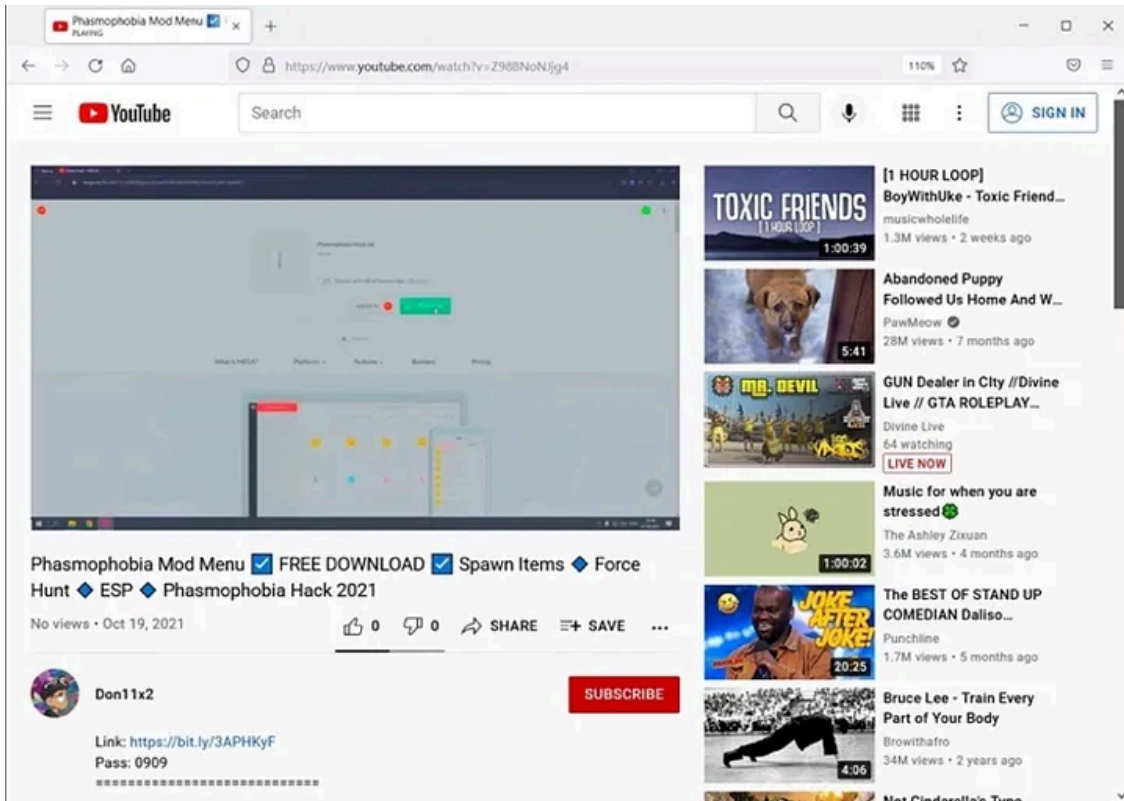 Phasmophobia Mod Menu ☑
PLAYING
https://www.youtube.com/watch?v=Z988NoNJjg4
110%
YouTube
Search
SIGN IN
Phasmophobia Mod Menu ☑ FREE DOWNLOAD ☑ Spawn Items 🔷 Force
Hunt 🔷 ESP 🔷 Phasmophobia Hack 2021
No views • Oct 19, 2021
0
0
SHARE
SAVE
Don11x2
SUBSCRIBE
Link: https://bit.ly/3APHKyF
Pass: 0909
============================
TOXIC FRIENDS
[1 HOUR LOOP]
1:00:39
[1 HOUR LOOP]
BoyWithUke - Toxic Friend...
musicwholelife
1.3M views • 2 weeks ago
5:41
Abandoned Puppy
Followed Us Home And W...
PawMeow
28M views • 7 months ago
MR. DEVIL
GUN Dealer in CIty //Divine
Live // GTA ROLEPLAY...
Divine Live
64 watching
LIVE NOW
1:00:02
Music for when you are
stressed🍀
The Ashley Zixuan
3.6M views • 4 months ago
JOKE
AFTER
JOKE!
20:25
The BEST OF STAND UP
COMEDIAN Daliso...
Punchline
1.7M views • 5 months ago
4:06
Bruce Lee - Train Every
Part of Your Body
Browithafro
34M views • 2 years ago